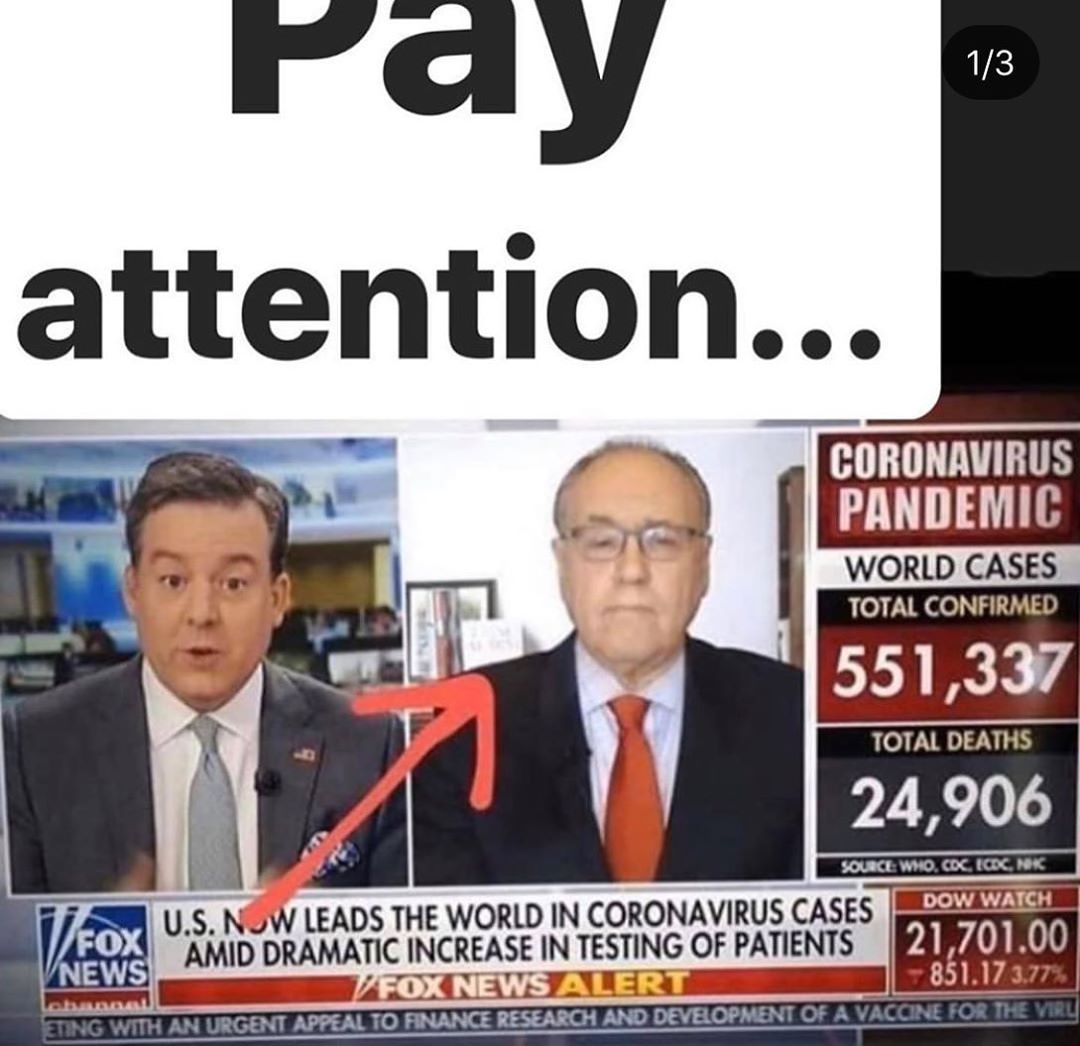 Pay
1/3
attention...
CORONAVIRUS
PANDEMIC
WORLD CASES
TOTAL CONFIRMED
551,337
TOTAL DEATHS
24,906
SOURCE: WHO, CDC, ECDC, NHC
FOX
NEWS
channel
U.S. NOW LEADS THE WORLD IN CORONAVIRUS CASES
AMID DRAMATIC INCREASE IN TESTING OF PATIENTS
FOX NEWS ALERT
DOW WATCH
21,701.00
851.17 3.77%
ETING WITH AN URGENT APPEAL TO FINANCE RESEARCH AND DEVELOPMENT OF A VACCINE FOR THE VIRU